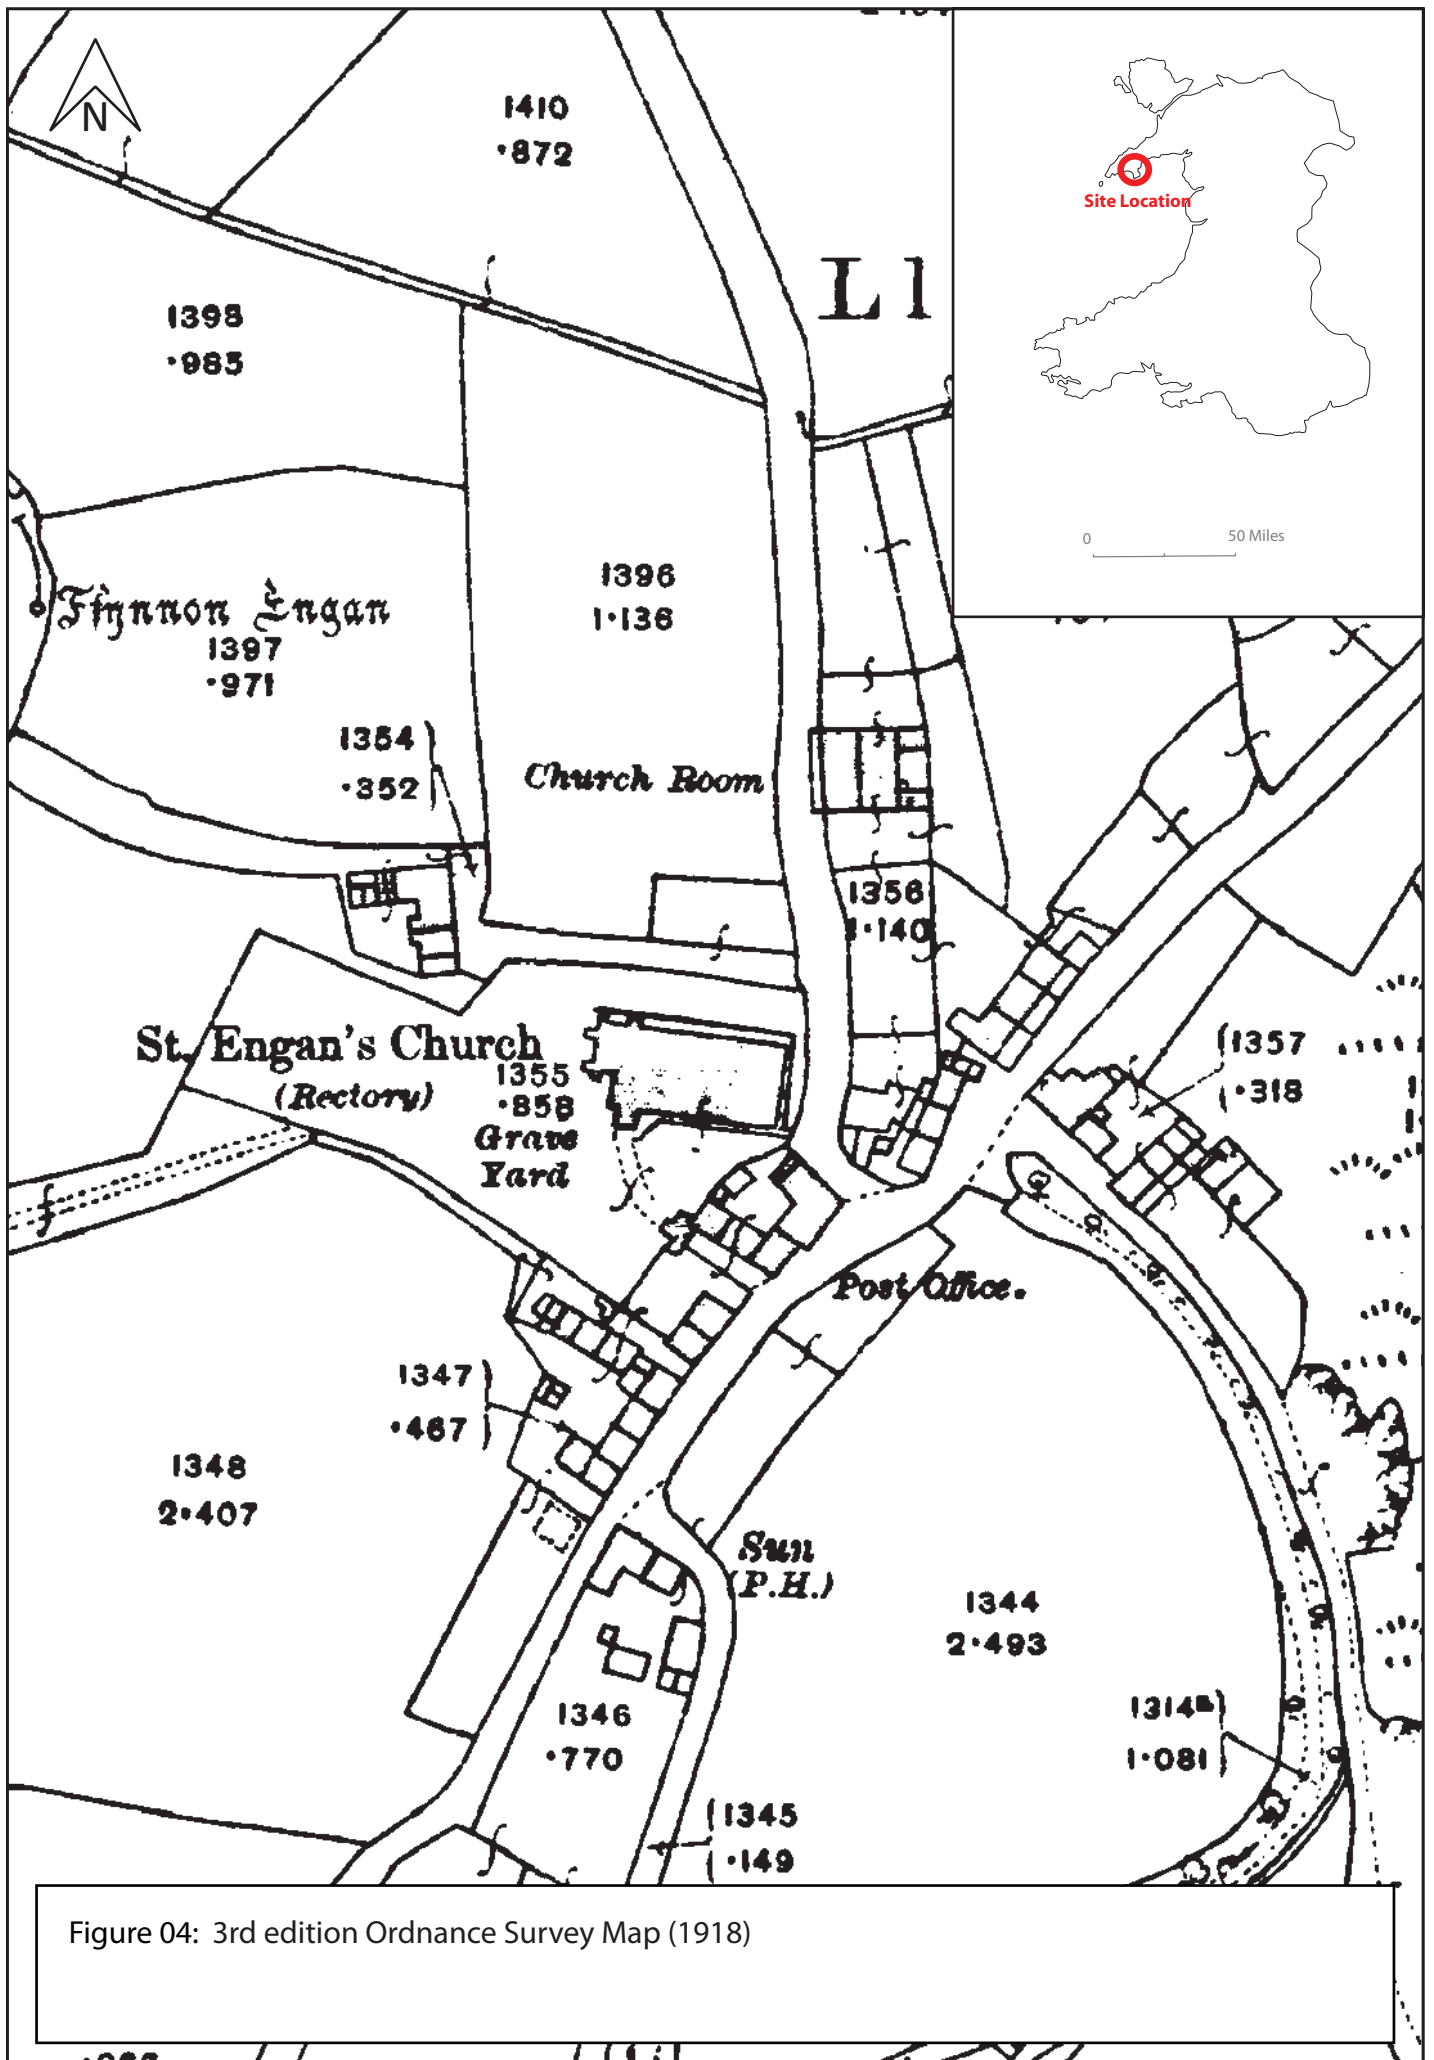 N
1410
·872
Site Location
0
50 Miles
Ll
1398
·985
1396
1·136
Ffynnon Engan
1397
·971
1354
·352
Church Room
1356
1·140
St. Engan's Church
(Rectory)
1355
·858
Grave
Yard
1357
·318
Post Office.
1347
·467
1348
2·407
Sun
(P.H.)
1344
2·493
1346
·770
1314ᴮ
1·081
1345
·149
Figure 04: 3rd edition Ordnance Survey Map (1918)